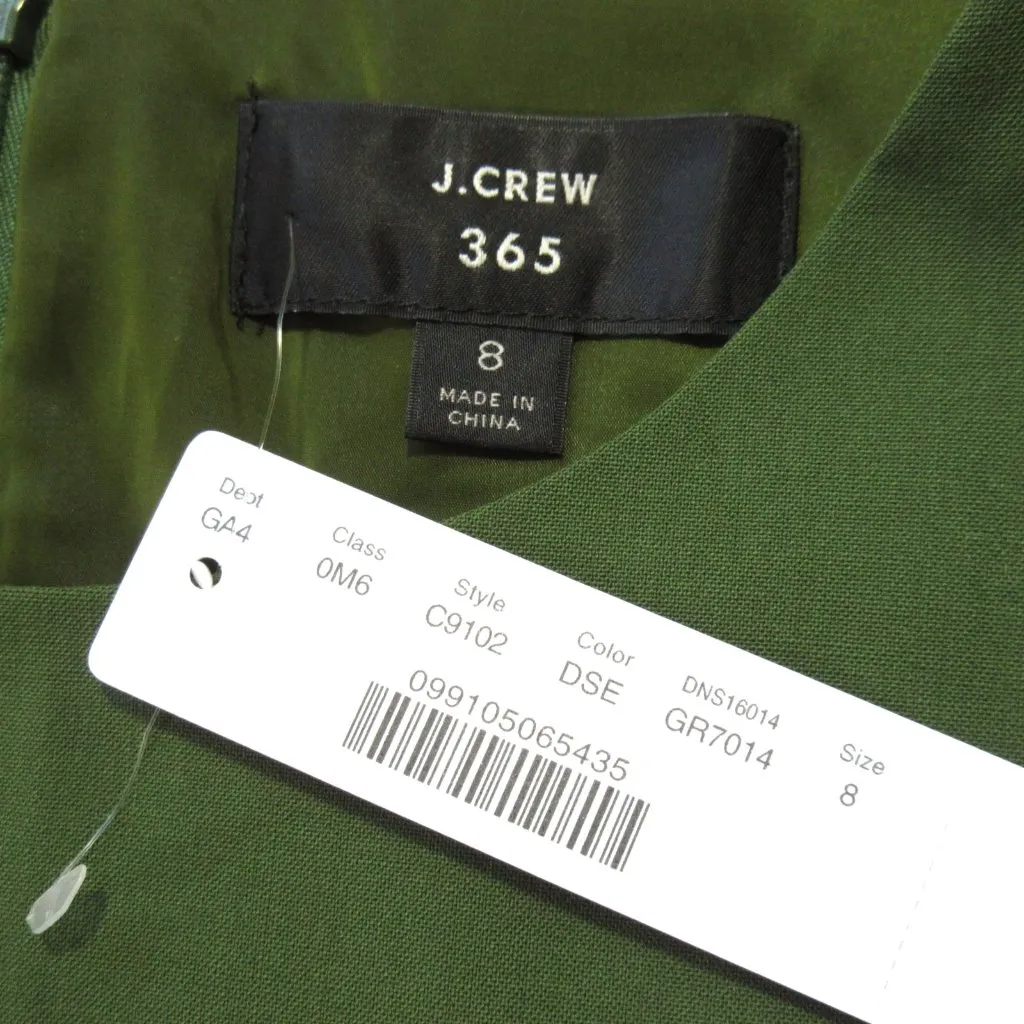 J.CREW
365
8
MADE IN
CHINA
Dept
GA4
Class
0M6
Style
C9102
Color
DSE
DNS16014
GR7014
Size
8
099105065435